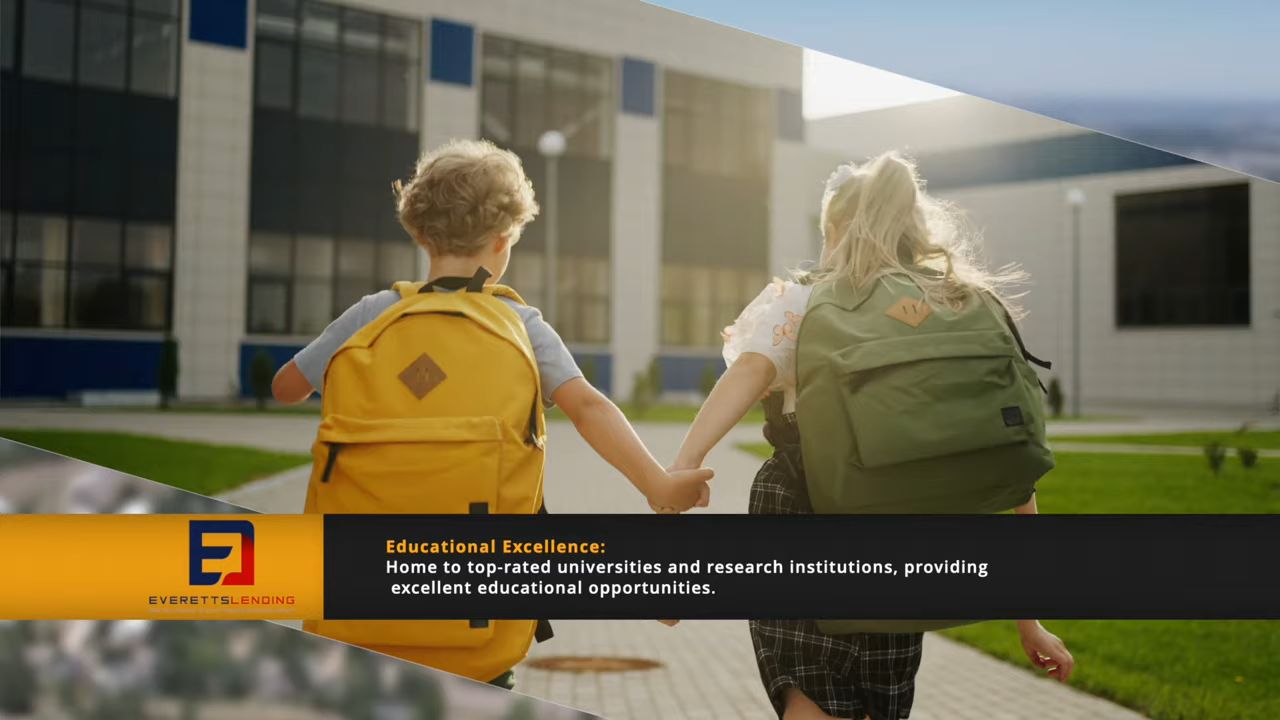 Educational Excellence:
Home to top-rated universities and research institutions, providing
excellent educational opportunities.
EVERETTSLENDING